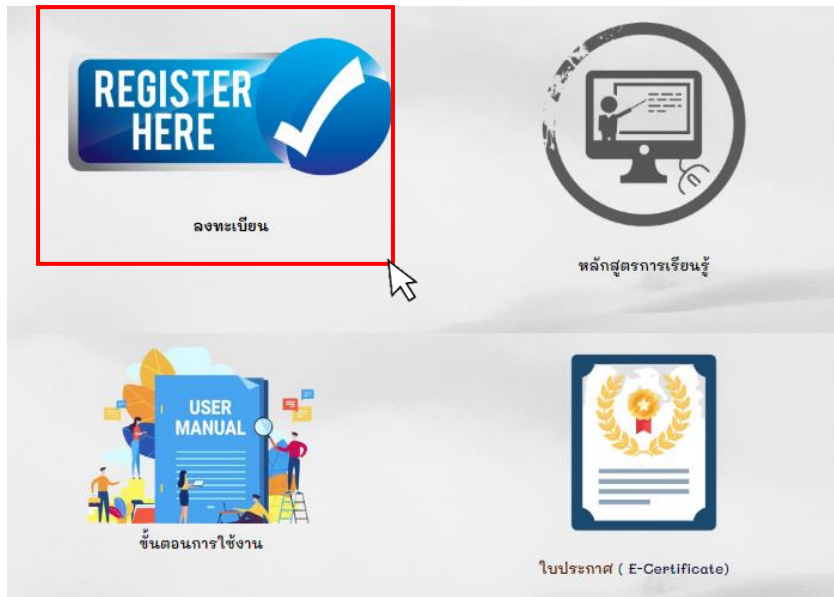 REGISTER
HERE
ลงทะเบียน
หลักสูตรการเรียนรู้
USER
MANUAL
ขั้นตอนการใช้งาน
ใบประกาศ ( E-Certificate)